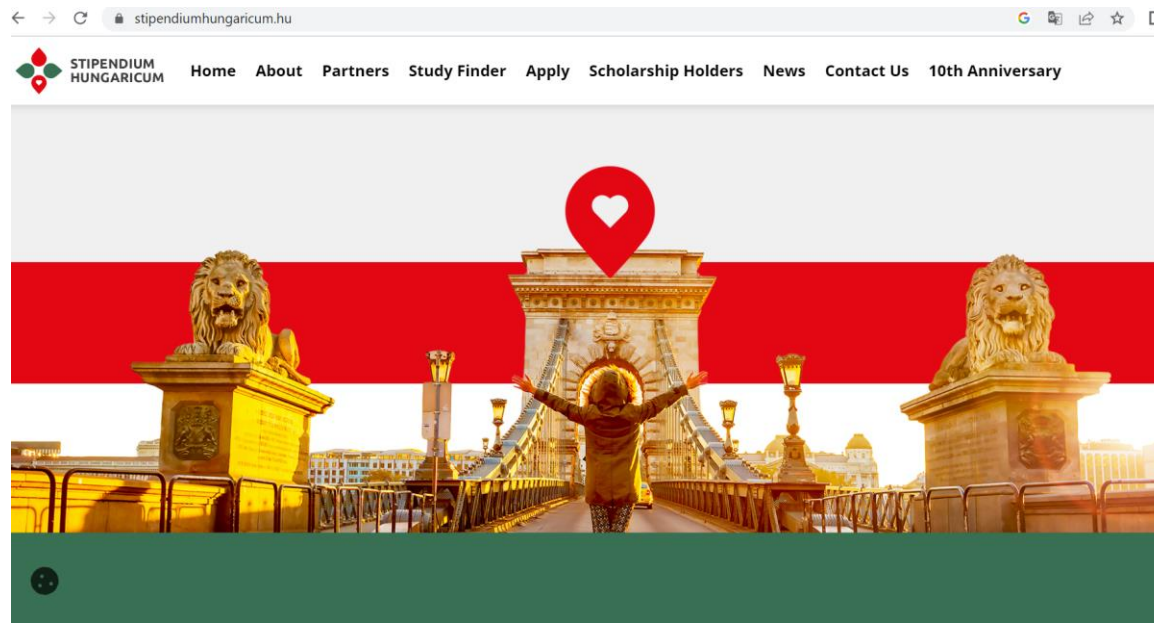 stipendiumhungaricum.hu
STIPENDIUM
HUNGARICUM
Home About Partners Study Finder Apply Scholarship Holders News Contact Us 10th Anniversary